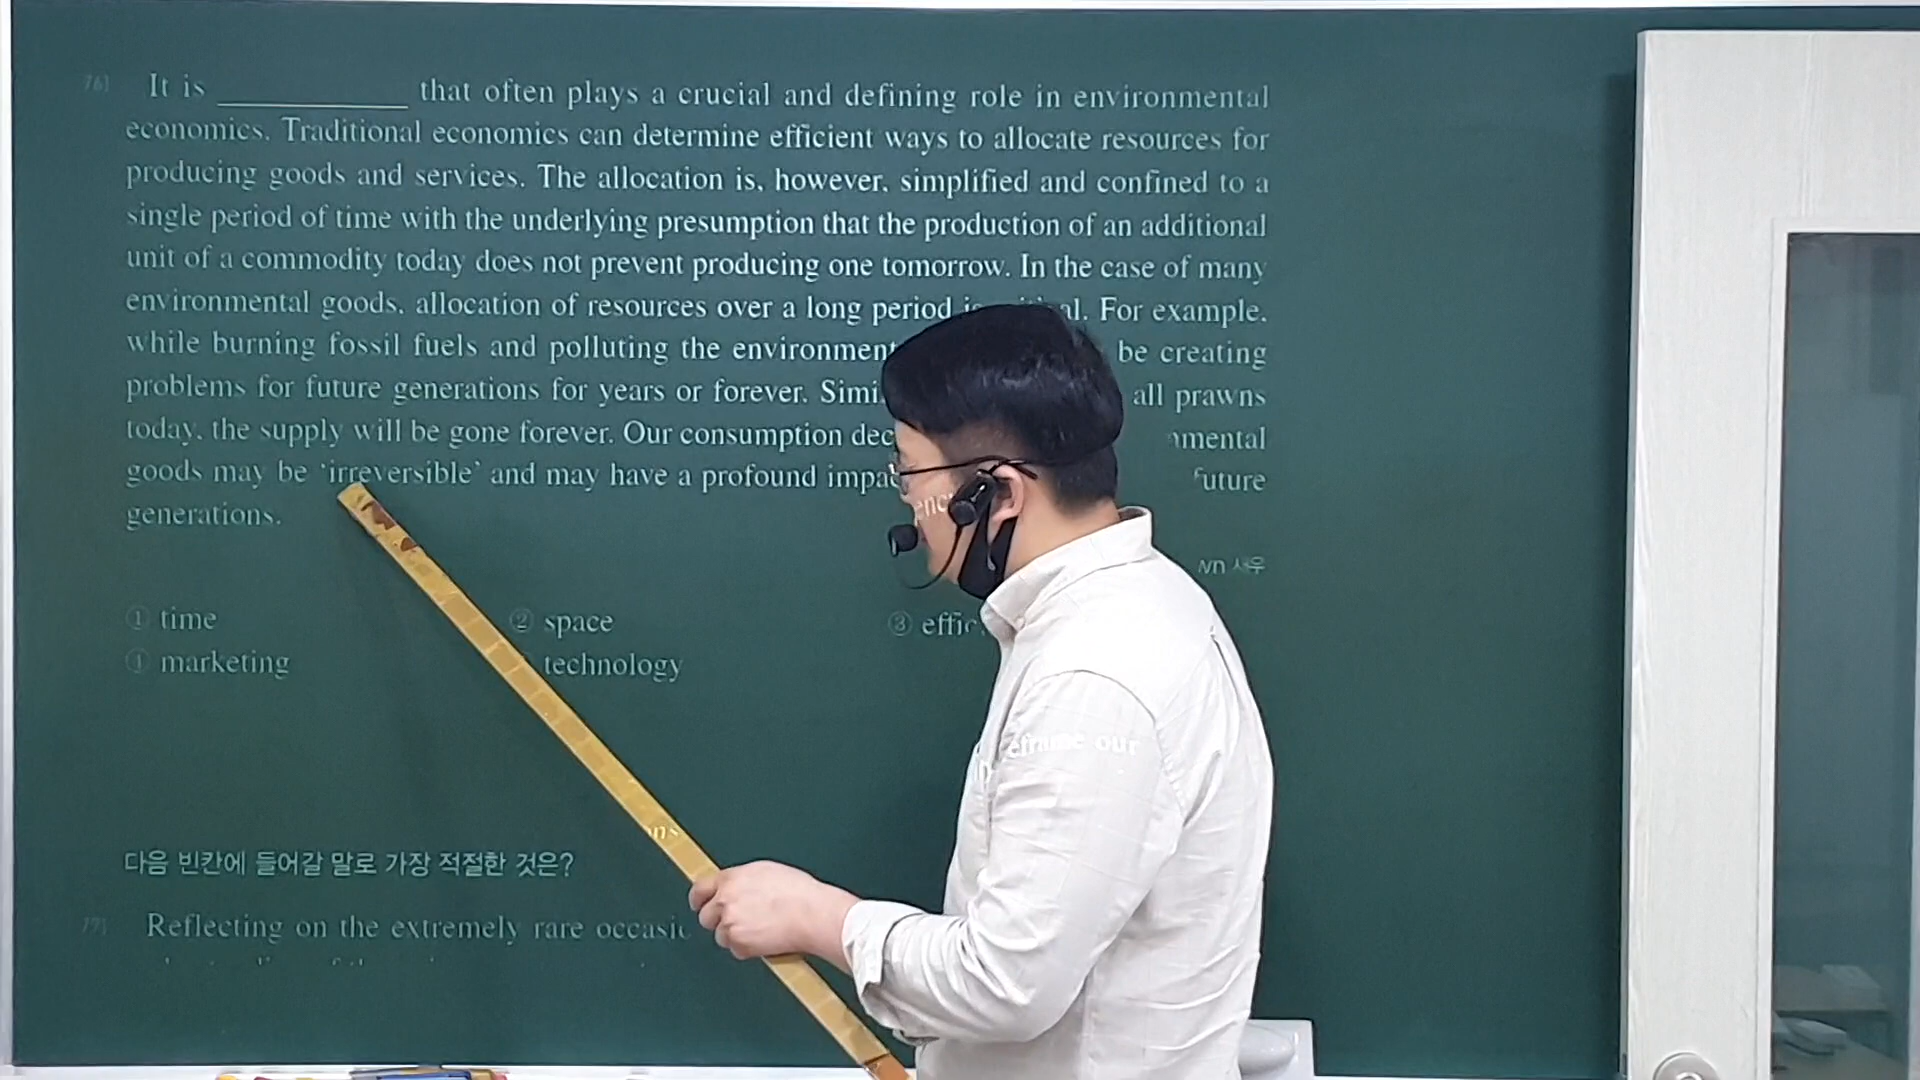 76] It is __________ that often plays a crucial and defining role in environmental
economics. Traditional economics can determine efficient ways to allocate resources for
producing goods and services. The allocation is, however, simplified and confined to a
single period of time with the underlying presumption that the production of an additional
unit of a commodity today does not prevent producing one tomorrow. In the case of many
environmental goods, allocation of resources over a long period al. For example,
while burning fossil fuels and polluting the environment be creating
problems for future generations for years or forever. all prawns
today, the supply will be gone forever. Our consumption
goods may be ‘irreversible’ and may have a profound
generations.
사우
① time ② space ③
marketing technology
eframe our
다음 빈칸에 들어갈 말로 가장 적절한 것은?
Reflecting on the extremely rare